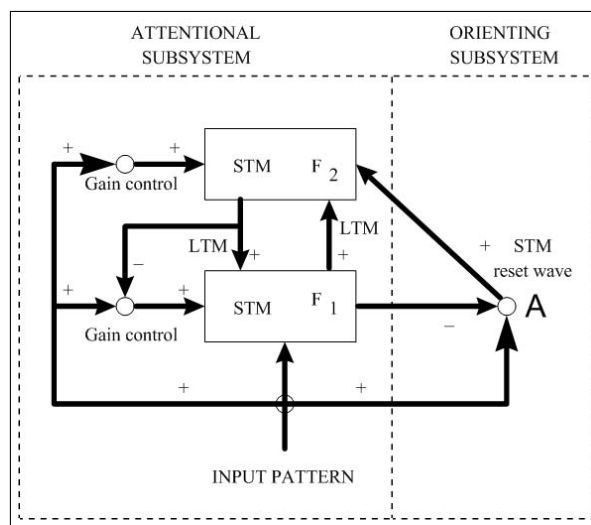 ATTENTIONAL
SUBSYSTEM
ORIENTING
SUBSYSTEM
+
+
STM F 2
Gain control
LTM
LTM
+ STM
reset wave
−
+
+
+
+
STM F 1
A
Gain control
−
+
+
INPUT PATTERN